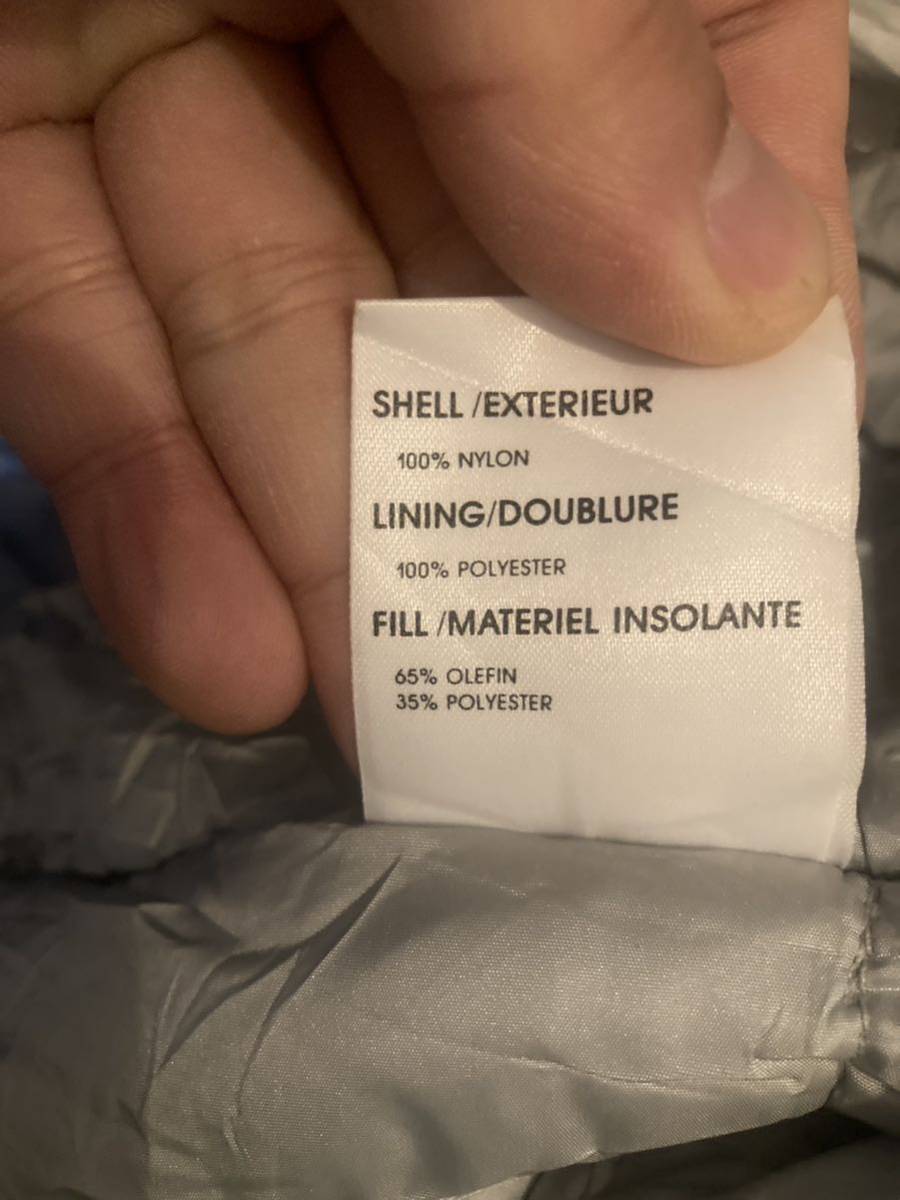 SHELL /EXTERIEUR
100% NYLON
LINING/DOUBLURE
100% POLYESTER
FILL /MATERIEL INSOLANTE
65% OLEFIN
35% POLYESTER